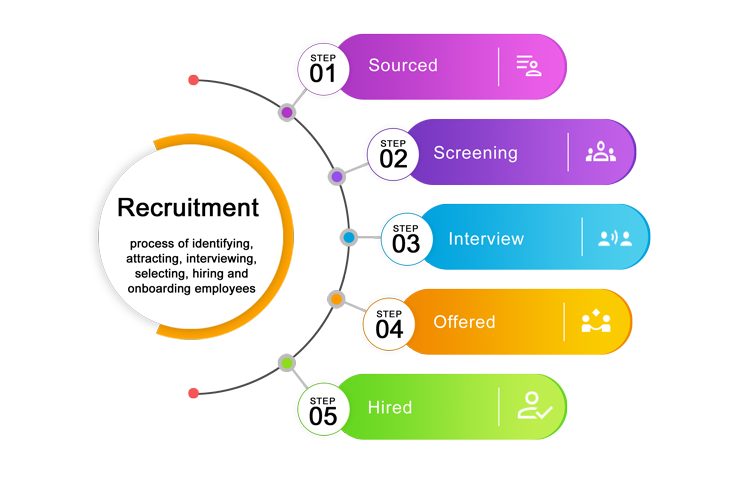 Recruitment
process of identifying,
attracting, interviewing,
selecting, hiring and
onboarding employees
STEP
01
Sourced
STEP
02
Screening
STEP
03
Interview
STEP
04
Offered
STEP
05
Hired